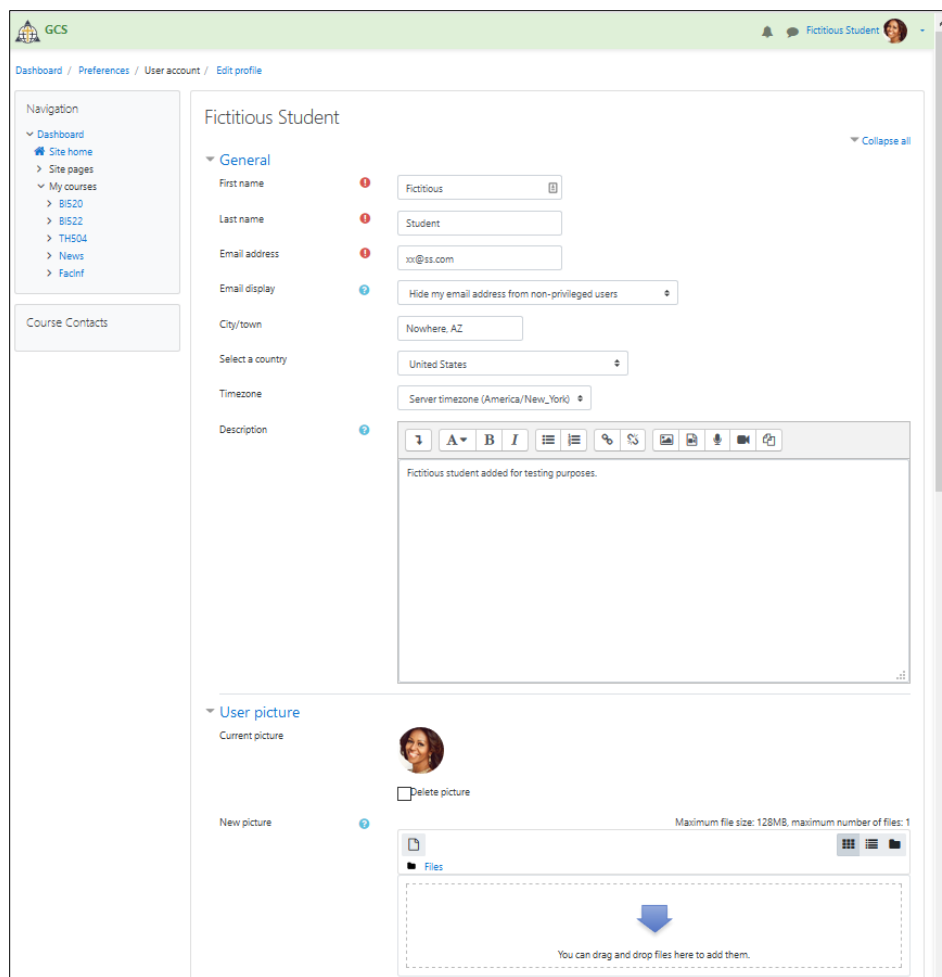 GCS
Fictitious Student
Dashboard / Preferences / User account / Edit profile
Navigation
Dashboard
Site home
Site pages
My courses
BI520
BI522
TH504
News
FacInf
Course Contacts
Fictitious Student
Collapse all
General
First name
Fictitious
Last name
Student
Email address
xx@ss.com
Email display
Hide my email address from non-privileged users
City/town
Nowhere, AZ
Select a country
United States
Timezone
Server timezone (America/New_York)
Description
A B I
Fictitious student added for testing purposes.
User picture
Current picture
Delete picture
New picture
Maximum file size: 128MB, maximum number of files: 1
Files
You can drag and drop files here to add them.